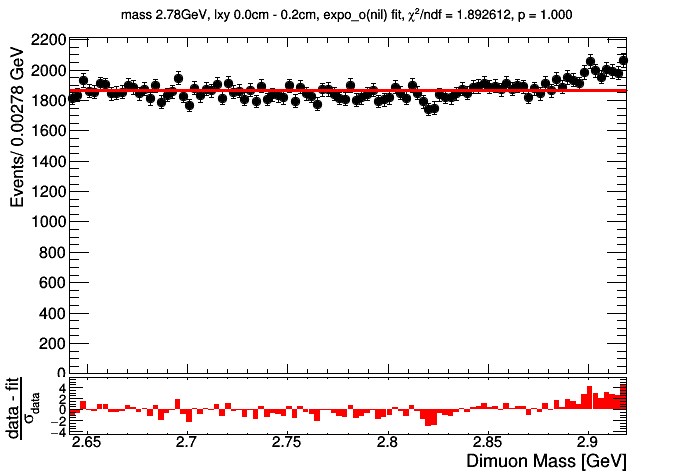 mass 2.78GeV, lxy 0.0cm - 0.2cm, expo_o(nil) fit, χ²/ndf = 1.892612, p = 1.000
Events/ 0.00278 GeV
2200
2000
1800
1600
1400
1200
1000
800
600
400
200
0
data - fit
σdata
4
2
0
−2
−4
2.65 2.7 2.75 2.8 2.85 2.9
Dimuon Mass [GeV]